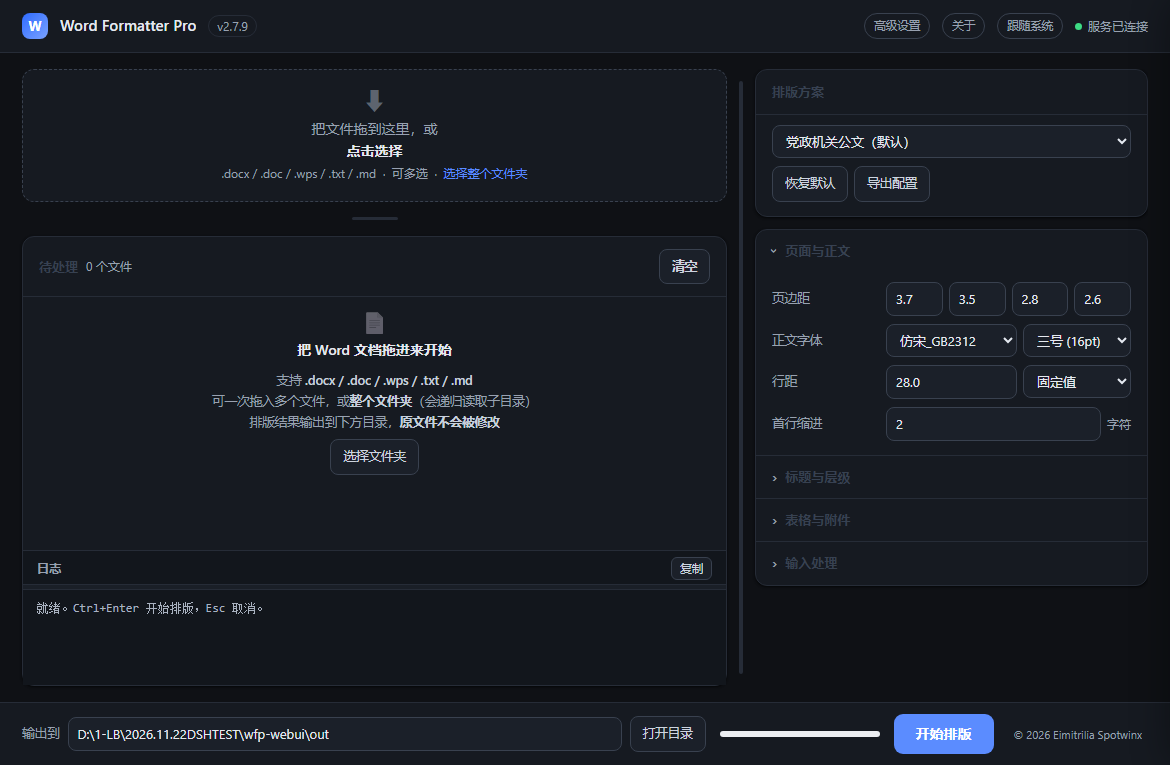 W Word Formatter Pro v2.7.9 高级设置 关于 跟随系统 服务已连接
把文件拖到这里，或
点击选择
.docx / .doc / .wps / .txt / .md · 可多选 · 选择整个文件夹
待处理 0 个文件 清空
把 Word 文档拖进来开始
支持 .docx / .doc / .wps / .txt / .md
可一次拖入多个文件，或整个文件夹（会递归读取子目录）
排版结果输出到下方目录，原文件不会被修改
选择文件夹
日志 复制
就绪。Ctrl+Enter 开始排版，Esc 取消。
排版方案
党政机关公文（默认）
恢复默认 导出配置
页面与正文
页边距 3.7 3.5 2.8 2.6
正文字体 仿宋_GB2312 三号 (16pt)
行距 28.0 固定值
首行缩进 2 字符
标题与层级
表格与附件
输入处理
输出到 D:\1-LB\2026.11.22DSHTEST\wfp-webui\out 打开目录 开始排版 © 2026 Eimitrilia Spotwinx